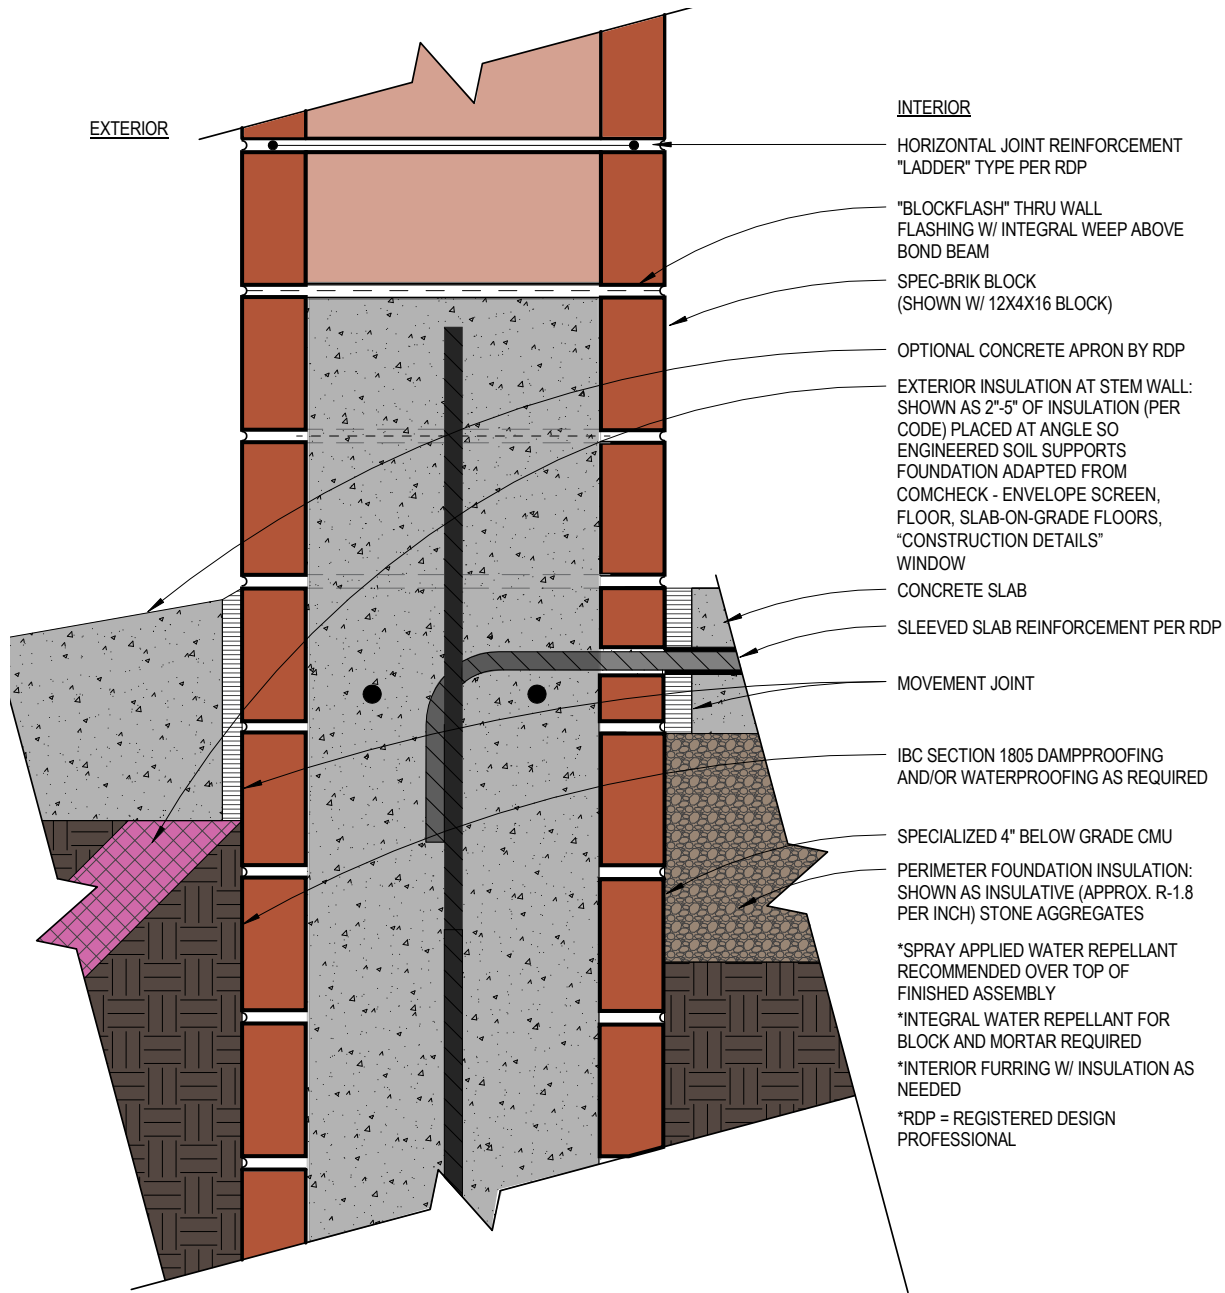 EXTERIOR
INTERIOR
HORIZONTAL JOINT REINFORCEMENT
"LADDER" TYPE PER RDP
"BLOCKFLASH" THRU WALL
FLASHING W/ INTEGRAL WEEP ABOVE
BOND BEAM
SPEC-BRIK BLOCK
(SHOWN W/ 12X4X16 BLOCK)
OPTIONAL CONCRETE APRON BY RDP
EXTERIOR INSULATION AT STEM WALL:
SHOWN AS 2"-5" OF INSULATION (PER
CODE) PLACED AT ANGLE SO
ENGINEERED SOIL SUPPORTS
FOUNDATION ADAPTED FROM
COMCHECK - ENVELOPE SCREEN,
FLOOR, SLAB-ON-GRADE FLOORS,
“CONSTRUCTION DETAILS”
WINDOW
CONCRETE SLAB
SLEEVED SLAB REINFORCEMENT PER RDP
MOVEMENT JOINT
IBC SECTION 1805 DAMPPROOFING
AND/OR WATERPROOFING AS REQUIRED
SPECIALIZED 4" BELOW GRADE CMU
PERIMETER FOUNDATION INSULATION:
SHOWN AS INSULATIVE (APPROX. R-1.8
PER INCH) STONE AGGREGATES
*SPRAY APPLIED WATER REPELLANT
RECOMMENDED OVER TOP OF
FINISHED ASSEMBLY
*INTEGRAL WATER REPELLANT FOR
BLOCK AND MORTAR REQUIRED
*INTERIOR FURRING W/ INSULATION AS
NEEDED
*RDP = REGISTERED DESIGN
PROFESSIONAL